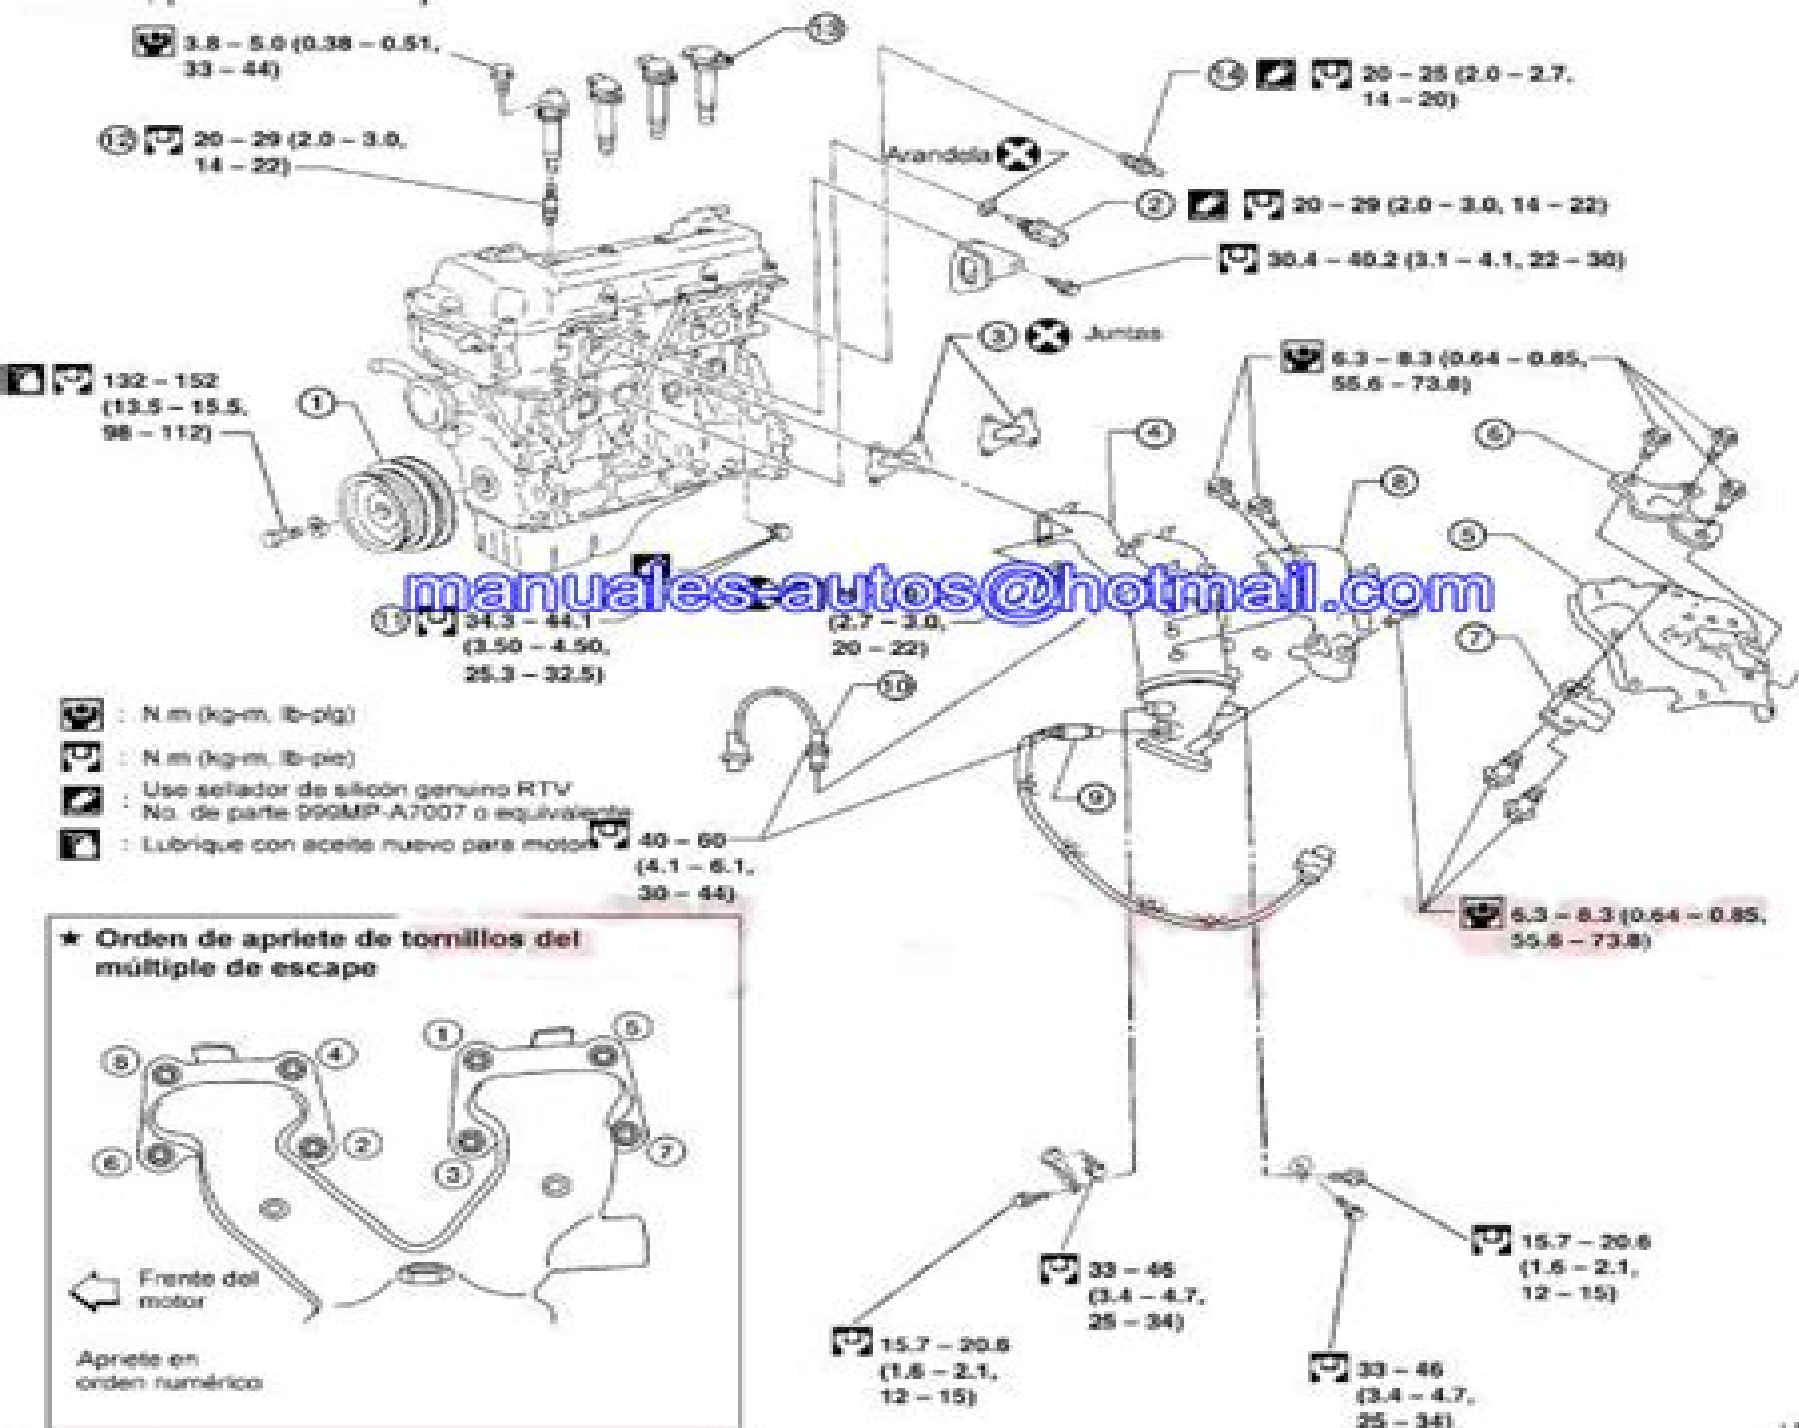 3.8 – 5.0 (0.38 – 0.51,
33 – 44)
13
20 – 29 (2.0 – 3.0,
14 – 22)
14
20 – 25 (2.0 – 2.7,
14 – 20)
Arandela
2
20 – 29 (2.0 – 3.0, 14 – 22)
30.4 – 40.2 (3.1 – 4.1, 22 – 30)
3
Juntas
6.3 – 8.3 (0.64 – 0.85,
55.6 – 73.8)
132 – 152
(13.5 – 15.5,
98 – 112)
1
4
6
8
5
manuales-autos@hotmail.com
11
34.3 – 44.1
(3.50 – 4.50,
25.3 – 32.5)
(2.7 – 3.0,
20 – 22)
7
10
: N.m (kg-m, lb-plg)
: N.m (kg-m, lb-pie)
: Use sellador de silicón genuino RTV
No. de parte 999MP-A7007 o equivalente
: Lubrique con aceite nuevo para motor
9
40 – 60
(4.1 – 6.1,
30 – 44)
6.3 – 8.3 (0.64 – 0.85,
55.6 – 73.8)
★ Orden de apriete de tornillos del
múltiple de escape
8
4
1
5
6
2
3
7
Frente del
motor
Apriete en
orden numérico
15.7 – 20.6
(1.6 – 2.1,
12 – 15)
33 – 46
(3.4 – 4.7,
25 – 34)
15.7 – 20.6
(1.6 – 2.1,
12 – 15)
33 – 46
(3.4 – 4.7,
25 – 34)